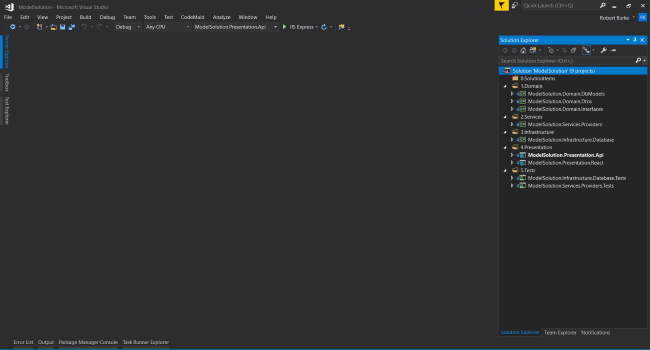 ModelSolution - Microsoft Visual Studio
Quick Launch (Ctrl+Q)
File Edit View Project Build Debug Team Tools Test CodeMaid Analyze Window Help
Robert Burke
Debug Any CPU ModelSolution.Presentation.Api IIS Express
Server Explorer
Toolbox
Test Explorer
Solution Explorer
Search Solution Explorer (Ctrl+;)
Solution 'ModelSolution' (9 projects)
0.SolutionItems
1.Domain
ModelSolution.Domain.DbModels
ModelSolution.Domain.Dtos
ModelSolution.Domain.Interfaces
2.Services
ModelSolution.Services.Providers
3.Infrastructure
ModelSolution.Infrastructure.Database
4.Presentation
ModelSolution.Presentation.Api
ModelSolution.Presentation.React
5.Tests
ModelSolution.Infrastructure.Database.Tests
ModelSolution.Services.Providers.Tests
Solution Explorer Team Explorer Notifications
Error List Output Package Manager Console Task Runner Explorer